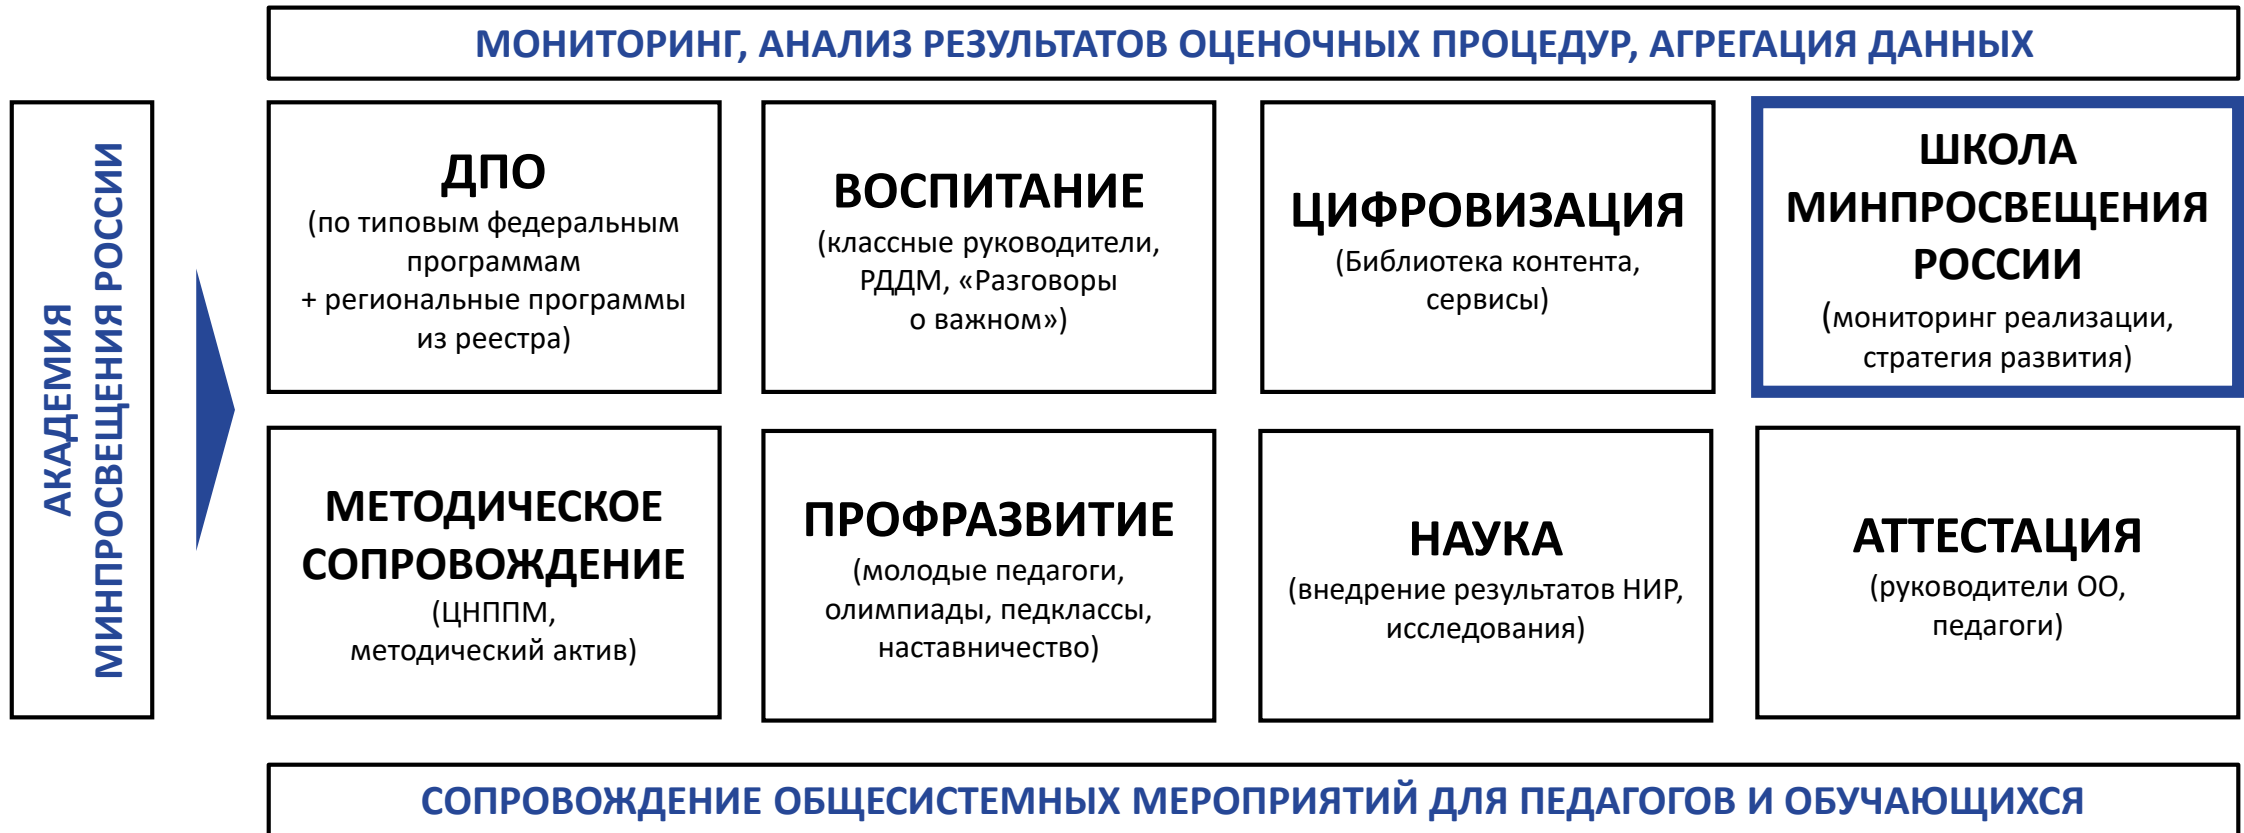 МОНИТОРИНГ, АНАЛИЗ РЕЗУЛЬТАТОВ ОЦЕНОЧНЫХ ПРОЦЕДУР, АГРЕГАЦИЯ ДАННЫХ
АКАДЕМИЯ
МИНПРОСВЕЩЕНИЯ РОССИИ
ДПО
(по типовым федеральным
программам
+ региональные программы
из реестра)
ВОСПИТАНИЕ
(классные руководители,
РДДМ, «Разговоры
о важном»)
ЦИФРОВИЗАЦИЯ
(Библиотека контента,
сервисы)
ШКОЛА
МИНПРОСВЕЩЕНИЯ
РОССИИ
(мониторинг реализации,
стратегия развития)
МЕТОДИЧЕСКОЕ
СОПРОВОЖДЕНИЕ
(ЦНППМ,
методический актив)
ПРОФРАЗВИТИЕ
(молодые педагоги,
олимпиады, педклассы,
наставничество)
НАУКА
(внедрение результатов НИР,
исследования)
АТТЕСТАЦИЯ
(руководители ОО,
педагоги)
СОПРОВОЖДЕНИЕ ОБЩЕСИСТЕМНЫХ МЕРОПРИЯТИЙ ДЛЯ ПЕДАГОГОВ И ОБУЧАЮЩИХСЯ